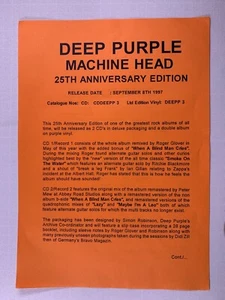 DEEP PURPLE
MACHINE HEAD
25TH ANNIVERSARY EDITION
RELEASE DATE : SEPTEMBER 8TH 1997
Catalogue Nos: CD: CDDEEPP 3 Ltd Edition Vinyl: DEEPP 3
This 25th Anniversary Edition of one of the greatest rock albums of all
time, will be released as 2 CD's in deluxe packaging and a double album
on purple vinyl.
CD 1/Record 1 consists of the whole album remixed by Roger Glover in
May of this year with the added bonus of "When A Blind Man Cries".
During the mixing Roger found alternate guitar solos and other voices
highlighted best by the "new" version of the all time classic "Smoke On
The Water" which features an alternate guitar solo by Ritchie Blackmore
and a shout of "break a leg Frank" by Ian Gillan relating to Zappa's
incident at the Albert Hall. Roger has stated that this is how he feels the
album should have sounded!
CD 2/Record 2 features the original mix of the album remastered by Peter
Mew at Abbey Road Studios along with a remastered version of the non
album b-side "When A Blind Man Cries", and remastered versions of the
quadrophonic mixes of "Lazy" and "Maybe I'm A Leo" both of which
feature alternate guitar solos for which the multi tracks no longer exist.
The packaging has been designed by Simon Robinson, Deep Purple's
Archive Co-ordinator and will feature a slip case incorporating a 28 page
booklet, including sleeve notes by Roger Glover and Robinson along with
many previously unseen photographs taken during the sessions by Didi Zill
then of Germany's Bravo Magazin.
Cont./...